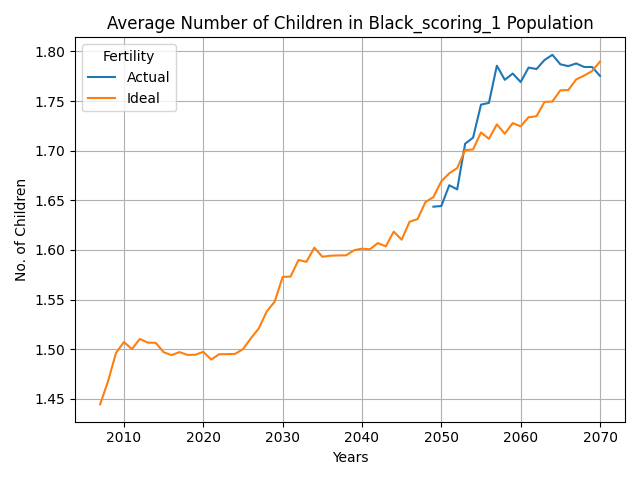 Average Number of Children in Black_scoring_1 Population
Fertility
Actual
Ideal
No. of Children
1.80
1.75
1.70
1.65
1.60
1.55
1.50
1.45
2010 2020 2030 2040 2050 2060 2070
Years